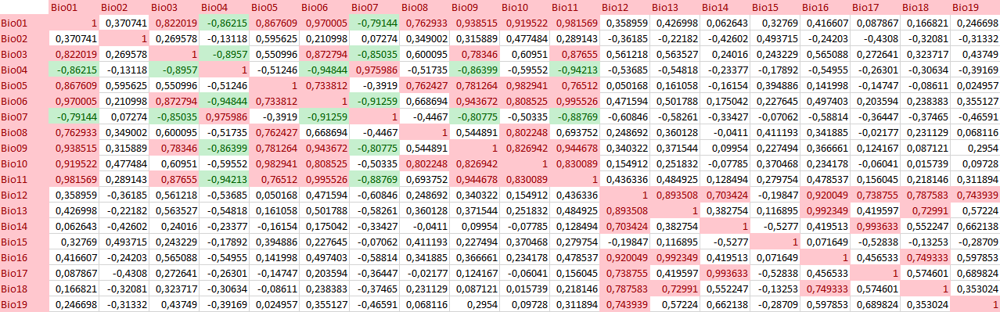 Bio01 Bio02 Bio03 Bio04 Bio05 Bio06 Bio07 Bio08 Bio09 Bio10 Bio11 Bio12 Bio13 Bio14 Bio15 Bio16 Bio17 Bio18 Bio19
Bio01 1 0,370741 0,822019 -0,86215 0,867609 0,970005 -0,79144 0,762933 0,938515 0,919522 0,981569 0,358959 0,426998 0,062643 0,32769 0,416607 0,087867 0,166821 0,246698
Bio02 0,370741 1 0,269578 -0,13118 0,595625 0,210998 0,07274 0,349002 0,315889 0,477484 0,289143 -0,36185 -0,22182 -0,42602 0,493715 -0,24203 -0,4308 -0,32081 -0,31332
Bio03 0,822019 0,269578 1 -0,8957 0,550996 0,872794 -0,85035 0,600095 0,78346 0,60951 0,87655 0,561218 0,563527 0,24016 0,243229 0,565088 0,272641 0,323717 0,43749
Bio04 -0,86215 -0,13118 -0,8957 1 -0,51246 -0,94844 0,975986 -0,51735 -0,86399 -0,59552 -0,94213 -0,53685 -0,54818 -0,23377 -0,17892 -0,54955 -0,26301 -0,30634 -0,39169
Bio05 0,867609 0,595625 0,550996 -0,51246 1 0,733812 -0,3919 0,762427 0,781264 0,982941 0,76512 0,050168 0,161058 -0,16154 0,394886 0,141998 -0,14747 -0,08611 0,024957
Bio06 0,970005 0,210998 0,872794 -0,94844 0,733812 1 -0,91259 0,668694 0,943672 0,808525 0,995526 0,471594 0,501788 0,175042 0,227645 0,497403 0,203594 0,238383 0,355127
Bio07 -0,79144 0,07274 -0,85035 0,975986 -0,3919 -0,91259 1 -0,4467 -0,80775 -0,50335 -0,88769 -0,60846 -0,58261 -0,33427 -0,07062 -0,58814 -0,36447 -0,37465 -0,46591
Bio08 0,762933 0,349002 0,600095 -0,51735 0,762427 0,668694 -0,4467 1 0,544891 0,802248 0,693752 0,248692 0,360128 -0,0411 0,411193 0,341885 -0,02177 0,231129 0,068116
Bio09 0,938515 0,315889 0,78346 -0,86399 0,781264 0,943672 -0,80775 0,544891 1 0,826942 0,944678 0,340322 0,371544 0,09954 0,227494 0,366661 0,124167 0,087121 0,2954
Bio10 0,919522 0,477484 0,60951 -0,59552 0,982941 0,808525 -0,50335 0,802248 0,826942 1 0,830089 0,154912 0,251832 -0,07785 0,370468 0,234178 -0,06041 0,015739 0,09728
Bio11 0,981569 0,289143 0,87655 -0,94213 0,76512 0,995526 -0,88769 0,693752 0,944678 0,830089 1 0,436336 0,484925 0,128494 0,279754 0,478537 0,156045 0,218146 0,311894
Bio12 0,358959 -0,36185 0,561218 -0,53685 0,050168 0,471594 -0,60846 0,248692 0,340322 0,154912 0,436336 1 0,893508 0,703424 -0,19847 0,920049 0,738755 0,787583 0,743939
Bio13 0,426998 -0,22182 0,563527 -0,54818 0,161058 0,501788 -0,58261 0,360128 0,371544 0,251832 0,484925 0,893508 1 0,382754 0,116895 0,992349 0,419597 0,72991 0,57224
Bio14 0,062643 -0,42602 0,24016 -0,23377 -0,16154 0,175042 -0,33427 -0,0411 0,09954 -0,07785 0,128494 0,703424 0,382754 1 -0,5277 0,419513 0,993633 0,552247 0,662138
Bio15 0,32769 0,493715 0,243229 -0,17892 0,394886 0,227645 -0,07062 0,411193 0,227494 0,370468 0,279754 -0,19847 0,116895 -0,5277 1 0,071649 -0,52838 -0,13253 -0,28709
Bio16 0,416607 -0,24203 0,565088 -0,54955 0,141998 0,497403 -0,58814 0,341885 0,366661 0,234178 0,478537 0,920049 0,992349 0,419513 0,071649 1 0,456533 0,749333 0,597853
Bio17 0,087867 -0,4308 0,272641 -0,26301 -0,14747 0,203594 -0,36447 -0,02177 0,124167 -0,06041 0,156045 0,738755 0,419597 0,993633 -0,52838 0,456533 1 0,574601 0,689824
Bio18 0,166821 -0,32081 0,323717 -0,30634 -0,08611 0,238383 -0,37465 0,231129 0,087121 0,015739 0,218146 0,787583 0,72991 0,552247 -0,13253 0,749333 0,574601 1 0,353024
Bio19 0,246698 -0,31332 0,43749 -0,39169 0,024957 0,355127 -0,46591 0,068116 0,2954 0,09728 0,311894 0,743939 0,57224 0,662138 -0,28709 0,597853 0,689824 0,353024 1